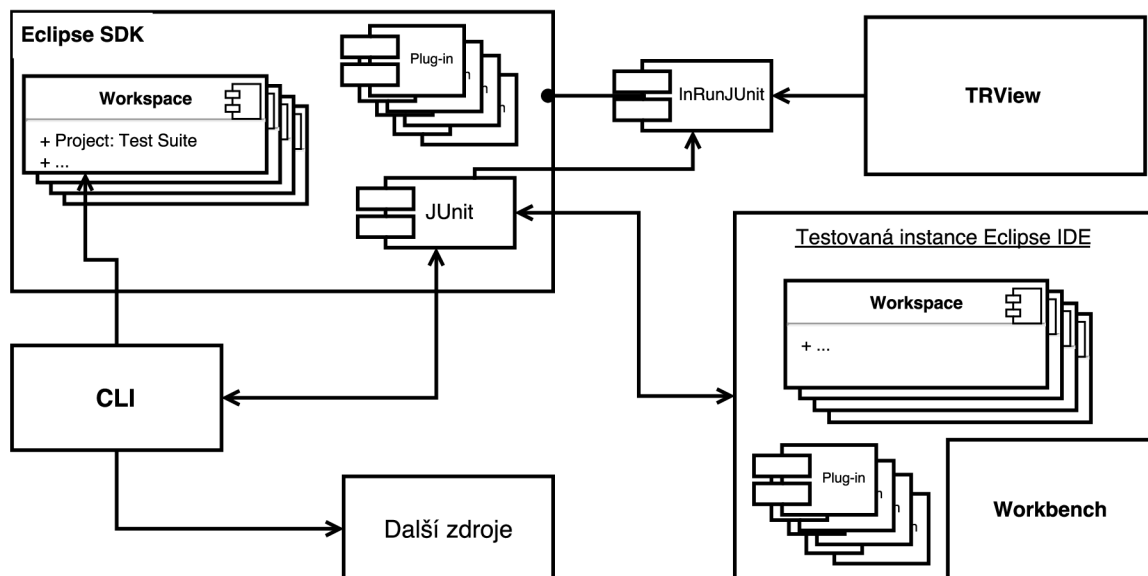 Eclipse SDK
Plug-in
Workspace
+ Project: Test Suite
+ ...
JUnit
InRunJUnit
TRView
Testovaná instance Eclipse IDE
Workspace
+ ...
CLI
Další zdroje
Plug-in
Workbench